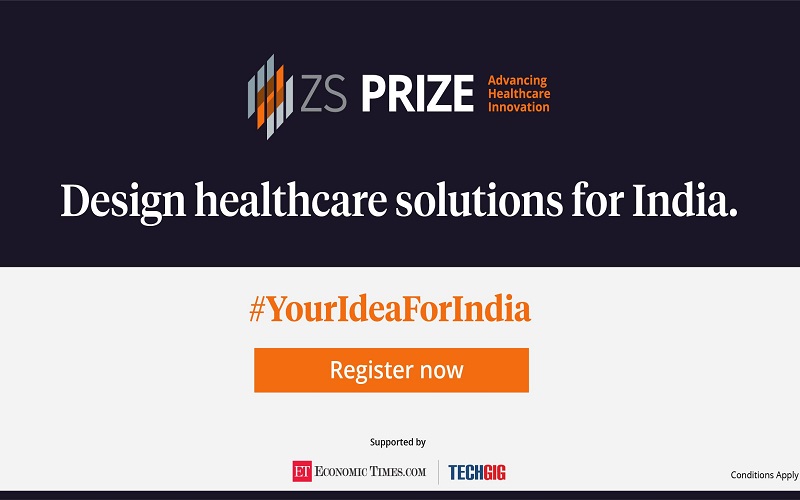 ZS PRIZE
Advancing
Healthcare
Innovation
Design healthcare solutions for India.
#YourIdeaForIndia
Register now
Supported by
ET ECONOMICTIMES.COM
TECHGIG
Conditions Apply